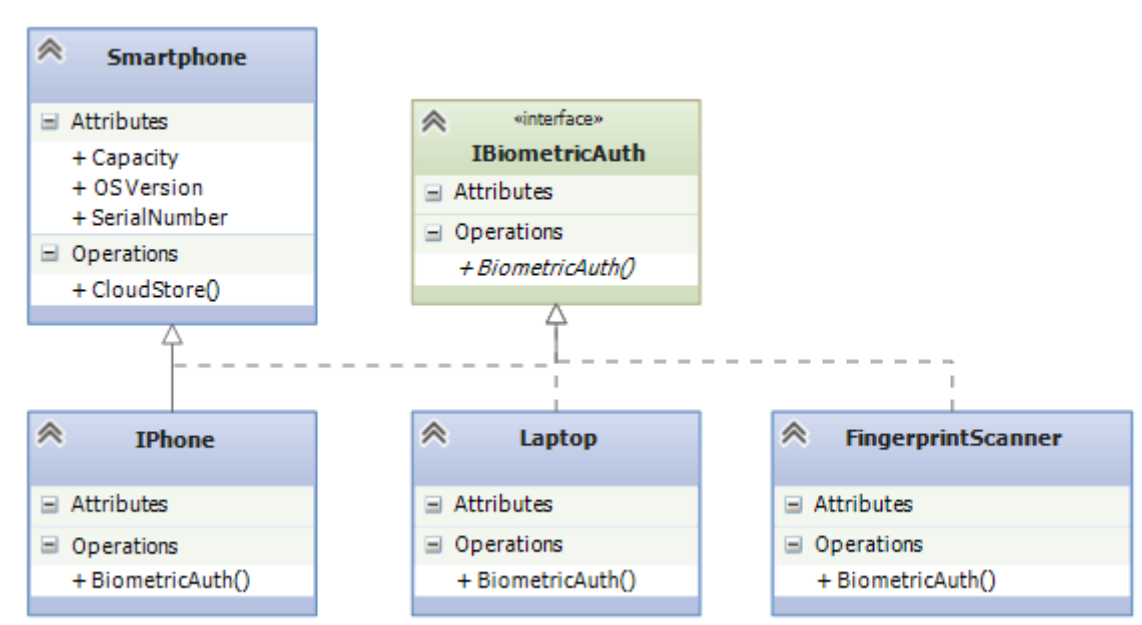 Smartphone
Attributes
+ Capacity
+ OSVersion
+ SerialNumber
Operations
+ CloudStore()
«interface»
IBiometricAuth
Attributes
Operations
+ BiometricAuth()
IPhone
Attributes
Operations
+ BiometricAuth()
Laptop
Attributes
Operations
+ BiometricAuth()
FingerprintScanner
Attributes
Operations
+ BiometricAuth()